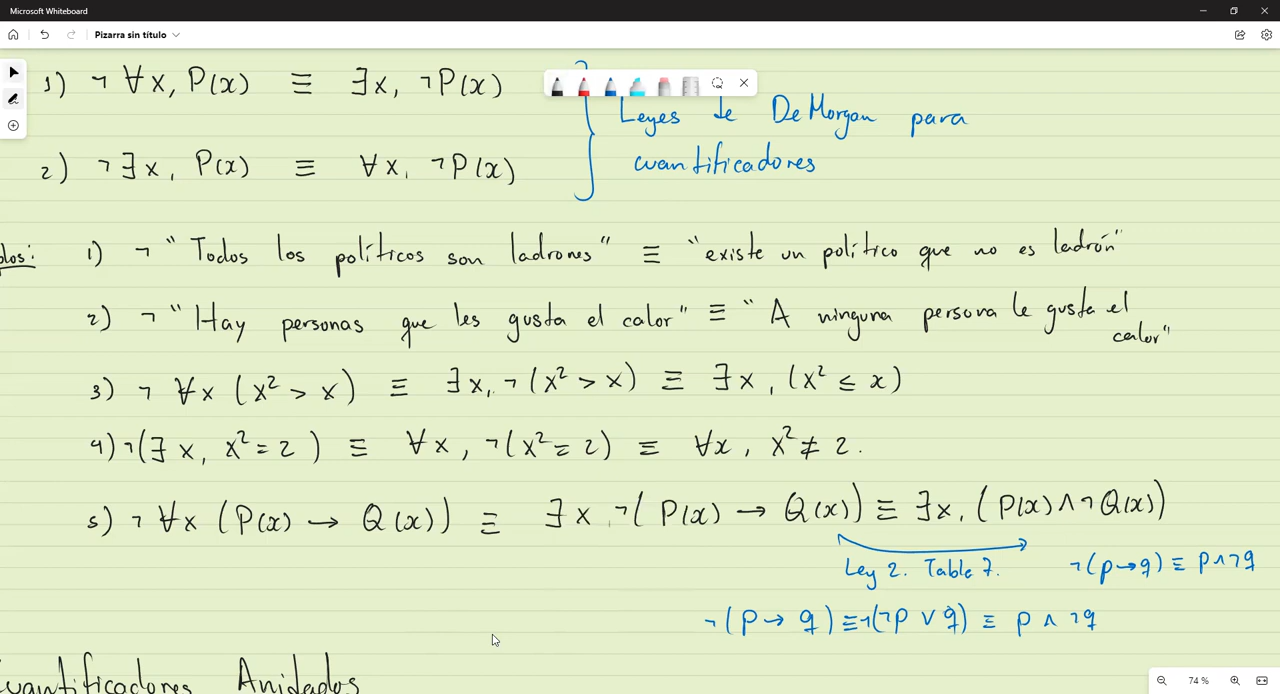 Microsoft Whiteboard
Pizarra sin título
1) ¬ ∀x, P(x) ≡ ∃x, ¬P(x)
Leyes de De Morgan para
cuantificadores
2) ¬ ∃x, P(x) ≡ ∀x, ¬P(x)
dos: 1) ¬ "Todos los políticos son ladrones" ≡ "existe un político que no es ladrón"
2) ¬ "Hay personas que les gusta el calor" ≡ "A ninguna persona le gusta el
calor"
3) ¬ ∀x (x² > x) ≡ ∃x, ¬(x² > x) ≡ ∃x, (x² ≤ x)
4) ¬(∃x, x² = 2) ≡ ∀x, ¬(x² = 2) ≡ ∀x, x² ≠ 2.
5) ¬ ∀x (P(x) → Q(x)) ≡ ∃x, ¬(P(x) → Q(x)) ≡ ∃x, (P(x) ∧ ¬Q(x))
Ley 2. Table 7. ¬(p → q) ≡ p ∧ ¬q
¬(p → q) ≡ ¬(¬p ∨ q) ≡ p ∧ ¬q
Cuantificadores Anidados
74 %